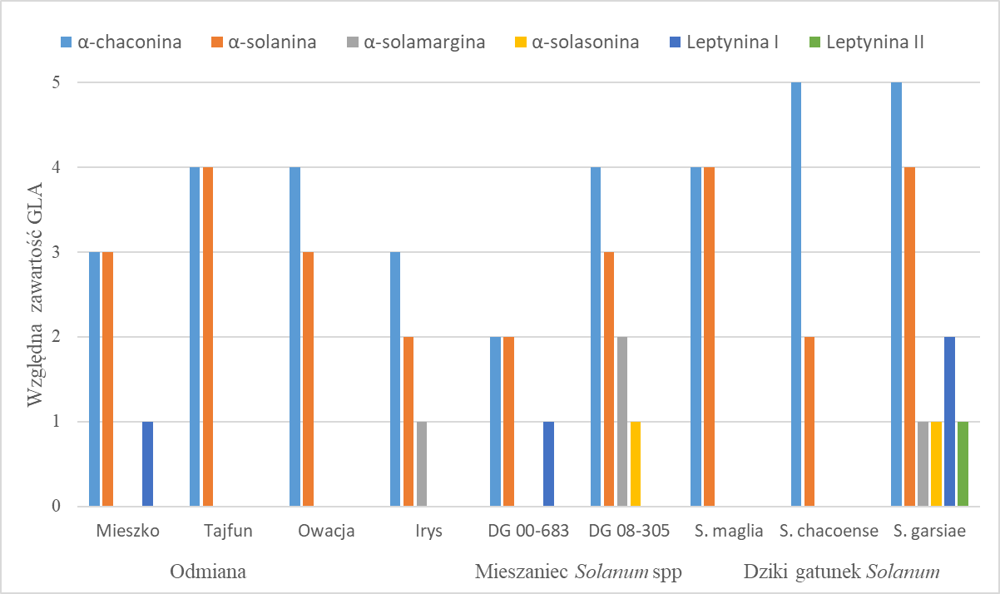 α-chaconina α-solanina α-solamargina α-solasonina Leptynina I Leptynina II
Względna zawartość GLA
5
4
3
2
1
0
Mieszko Tajfun Owacja Irys DG 00-683 DG 08-305 S. maglia S. chacoense S. garsiae
Odmiana Mieszaniec Solanum spp Dziki gatunek Solanum